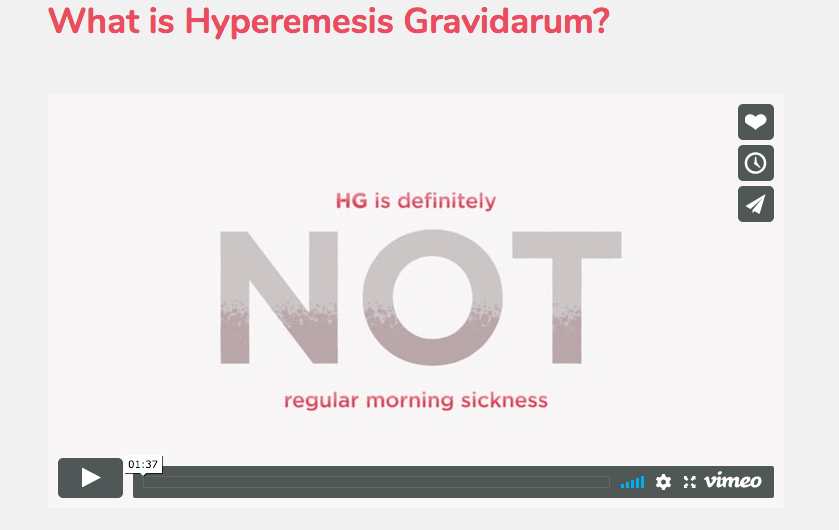 What is Hyperemesis Gravidarum?
HG is definitely
NOT
regular morning sickness
01:37
vimeo